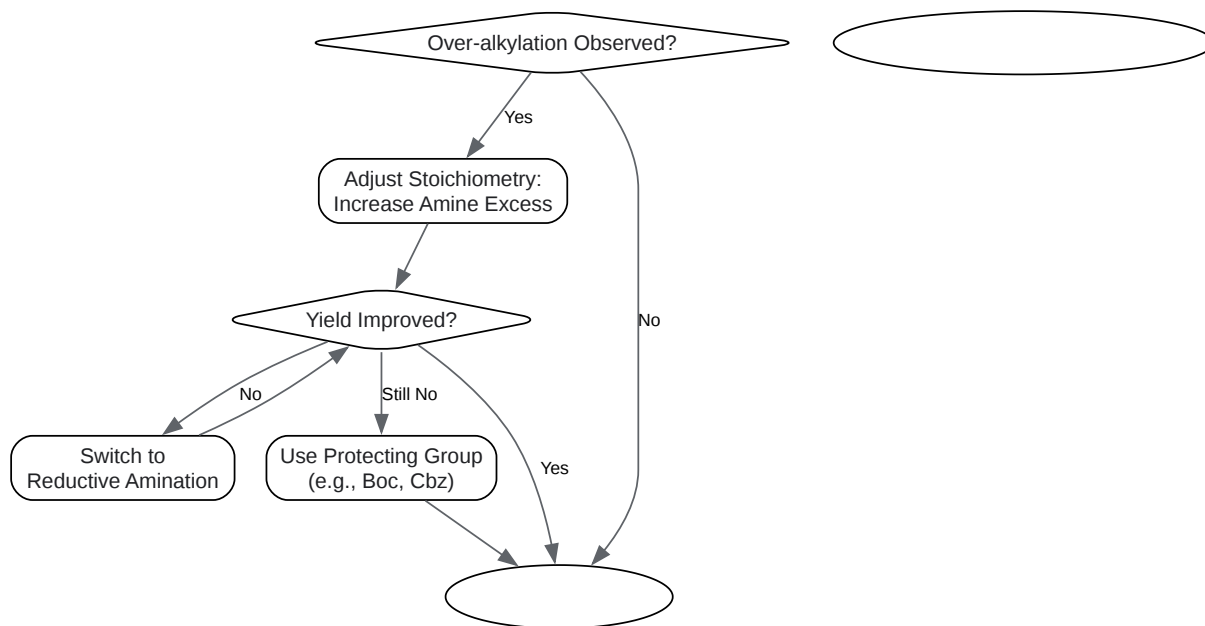 Over-alkylation Observed?
Yes
Adjust Stoichiometry:
Increase Amine Excess
Yield Improved?
No
No
Still No
Switch to
Reductive Amination
Use Protecting Group
(e.g., Boc, Cbz)
Yes